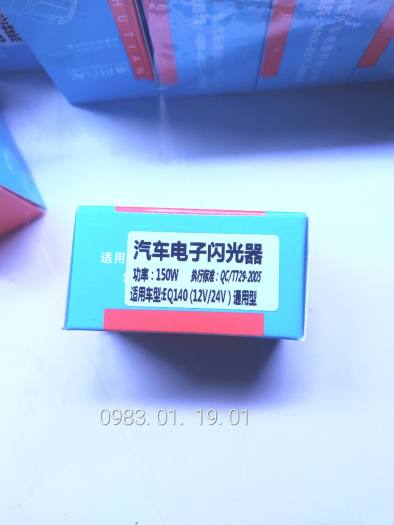 HUTIAN
适用
汽车电子闪光器
功率：150W 执行标准：QC/T729-2005
适用车型:EQ140(12V/24V）通用型
0983.01.19.01